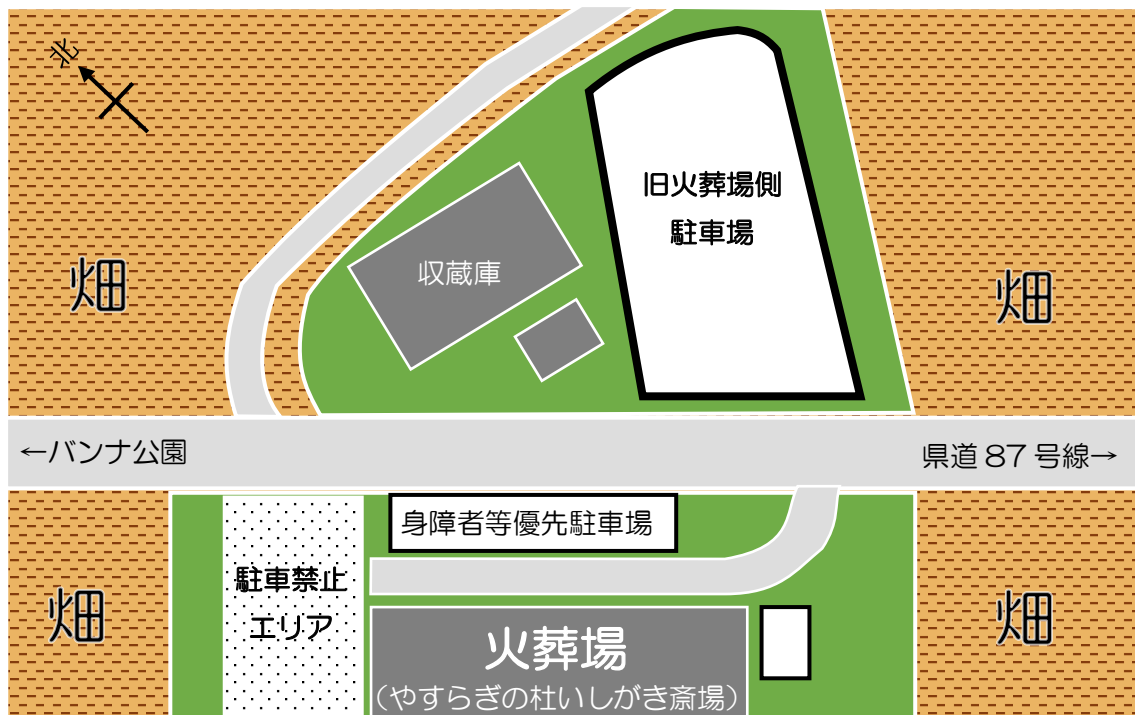 北
旧火葬場側
駐車場
収蔵庫
畑
畑
←バンナ公園
県道87号線→
身障者等優先駐車場
駐車禁止
エリア
畑
畑
火葬場
(やすらぎの杜いしがき斎場)